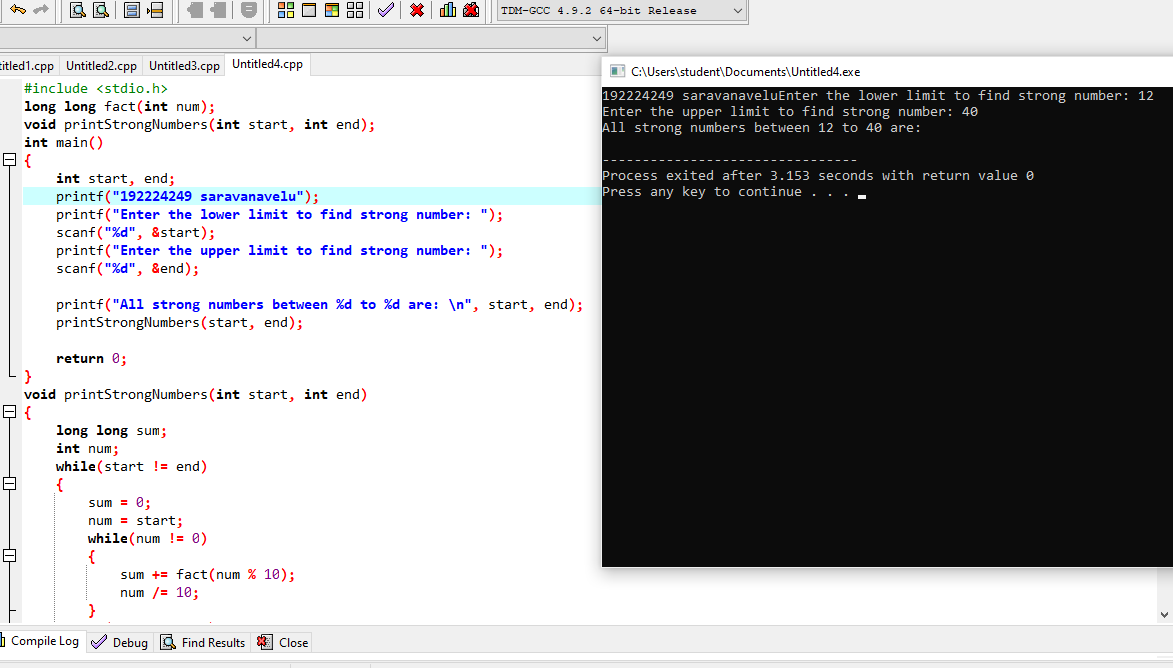 TDM-GCC 4.9.2 64-bit Release
titled1.cpp Untitled2.cpp Untitled3.cpp Untitled4.cpp
#include <stdio.h>
long long fact(int num);
void printStrongNumbers(int start, int end);
int main()
{
int start, end;
printf("192224249 saravanavelu");
printf("Enter the lower limit to find strong number: ");
scanf("%d", &start);
printf("Enter the upper limit to find strong number: ");
scanf("%d", &end);
printf("All strong numbers between %d to %d are: \n", start, end);
printStrongNumbers(start, end);
return 0;
}
void printStrongNumbers(int start, int end)
{
long long sum;
int num;
while(start != end)
{
sum = 0;
num = start;
while(num != 0)
{
sum += fact(num % 10);
num /= 10;
}
C:\Users\student\Documents\Untitled4.exe
192224249 saravanaveluEnter the lower limit to find strong number: 12
Enter the upper limit to find strong number: 40
All strong numbers between 12 to 40 are:
--------------------------------
Process exited after 3.153 seconds with return value 0
Press any key to continue . . .
Compile Log Debug Find Results Close